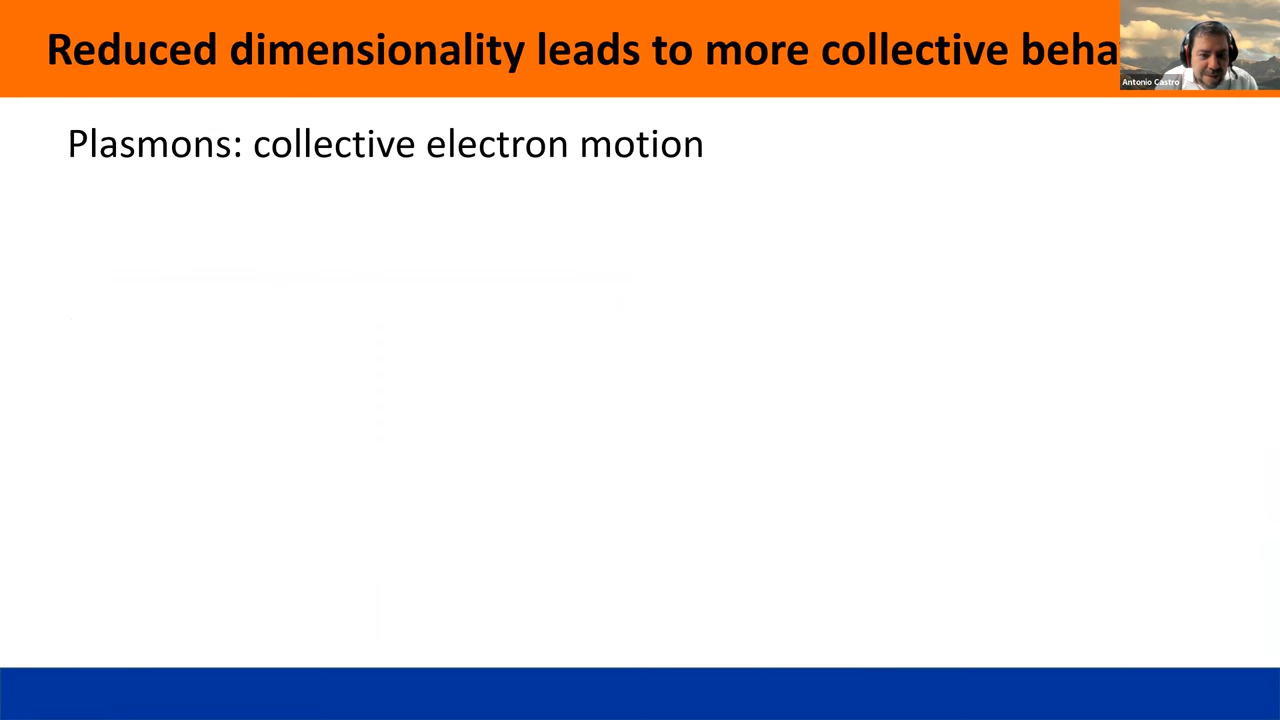 Reduced dimensionality leads to more collective beha
Antonio Castro
Plasmons: collective electron motion